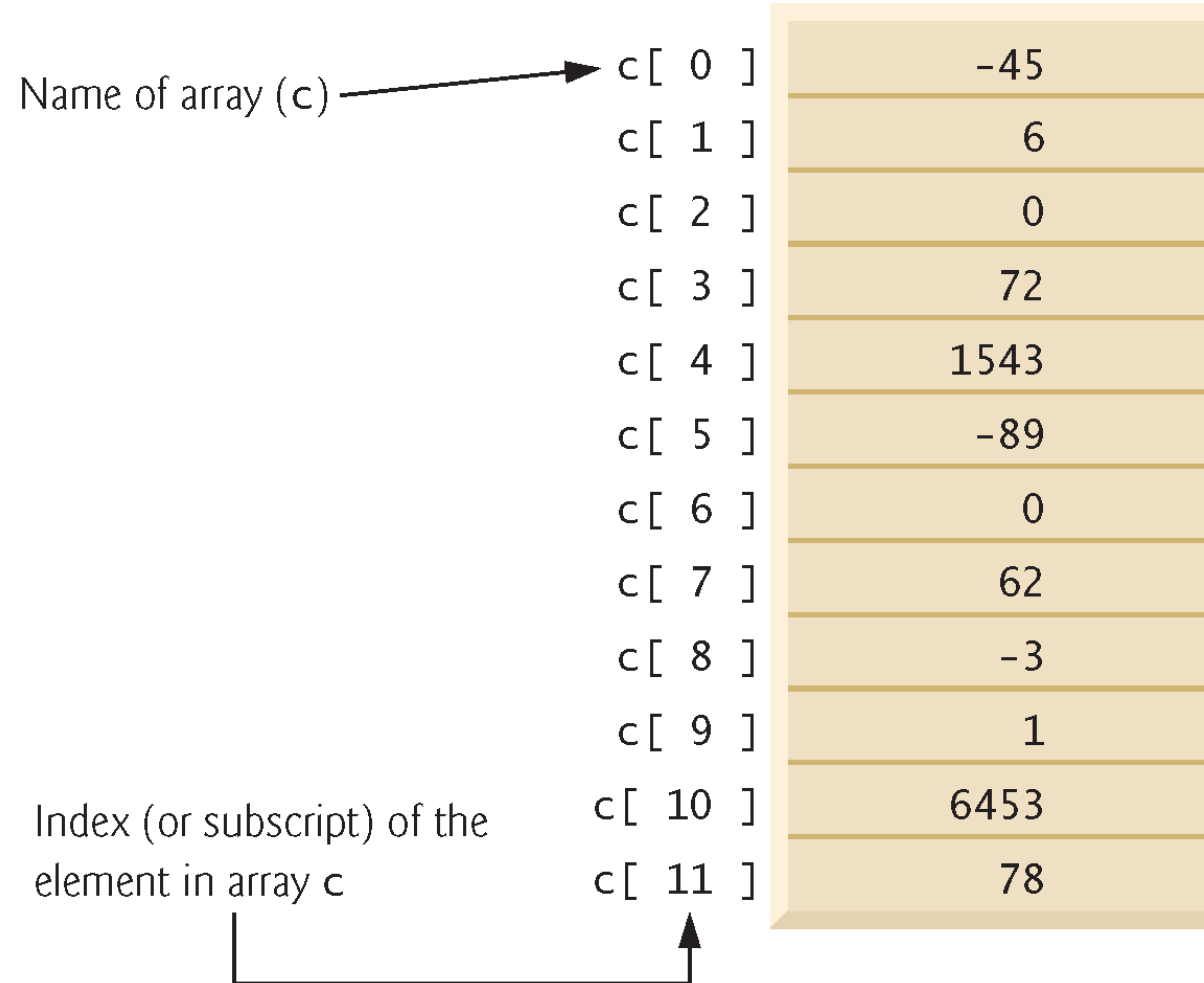 Name of array (c)
c[ 0 ] -45
c[ 1 ] 6
c[ 2 ] 0
c[ 3 ] 72
c[ 4 ] 1543
c[ 5 ] -89
c[ 6 ] 0
c[ 7 ] 62
c[ 8 ] -3
c[ 9 ] 1
c[ 10 ] 6453
c[ 11 ] 78
Index (or subscript) of the
element in array c